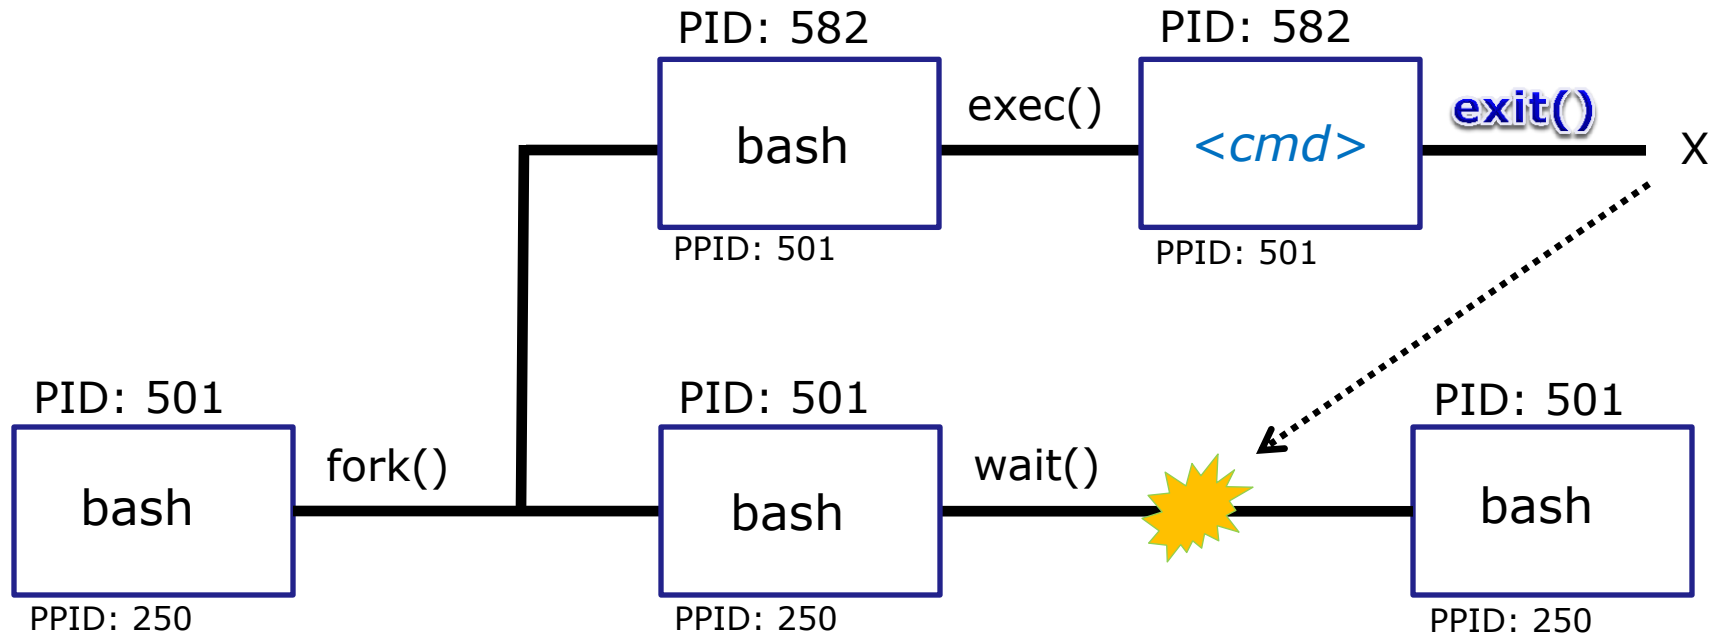 PID: 582
bash
PPID: 501
exec()
PID: 582
<cmd>
PPID: 501
exit()
X
PID: 501
bash
PPID: 250
fork()
PID: 501
bash
PPID: 250
wait()
PID: 501
bash
PPID: 250